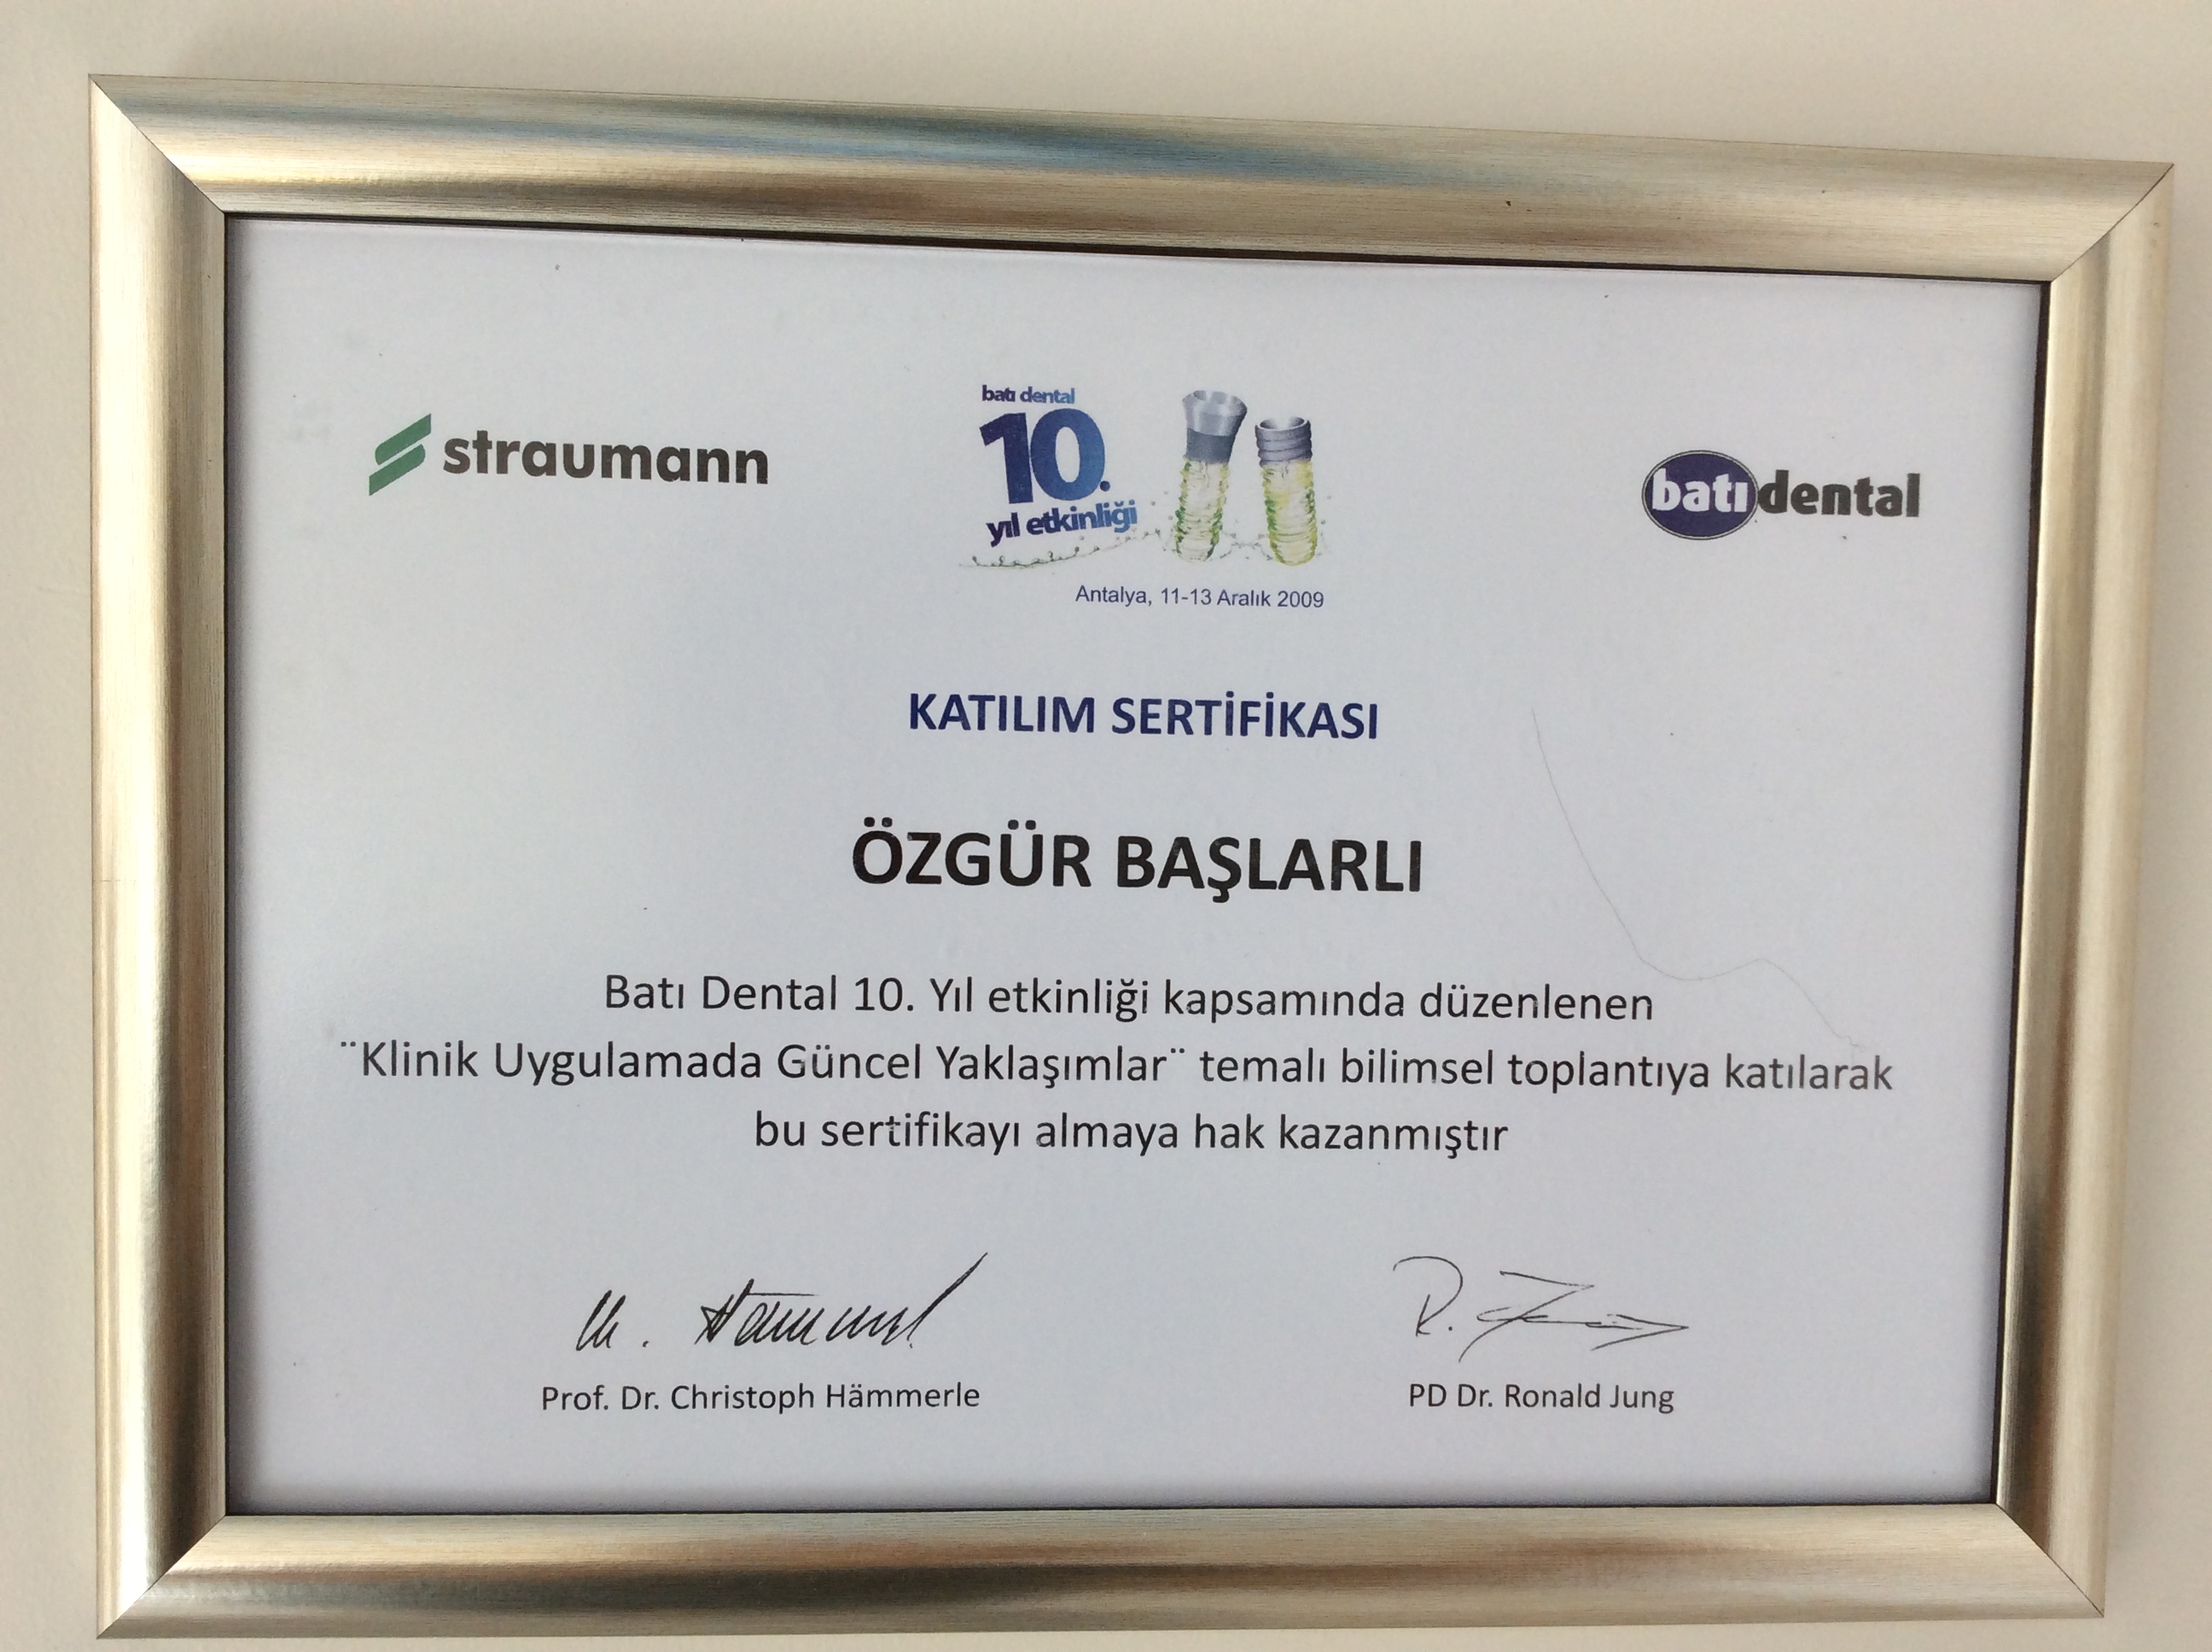 straumann
batı dental
10.
yıl etkinliği
batıdental
Antalya, 11-13 Aralık 2009
KATILIM SERTİFİKASI
ÖZGÜR BAŞLARLI
Batı Dental 10. Yıl etkinliği kapsamında düzenlenen
¨Klinik Uygulamada Güncel Yaklaşımlar¨ temalı bilimsel toplantıya katılarak
bu sertifikayı almaya hak kazanmıştır
Prof. Dr. Christoph Hämmerle
PD Dr. Ronald Jung